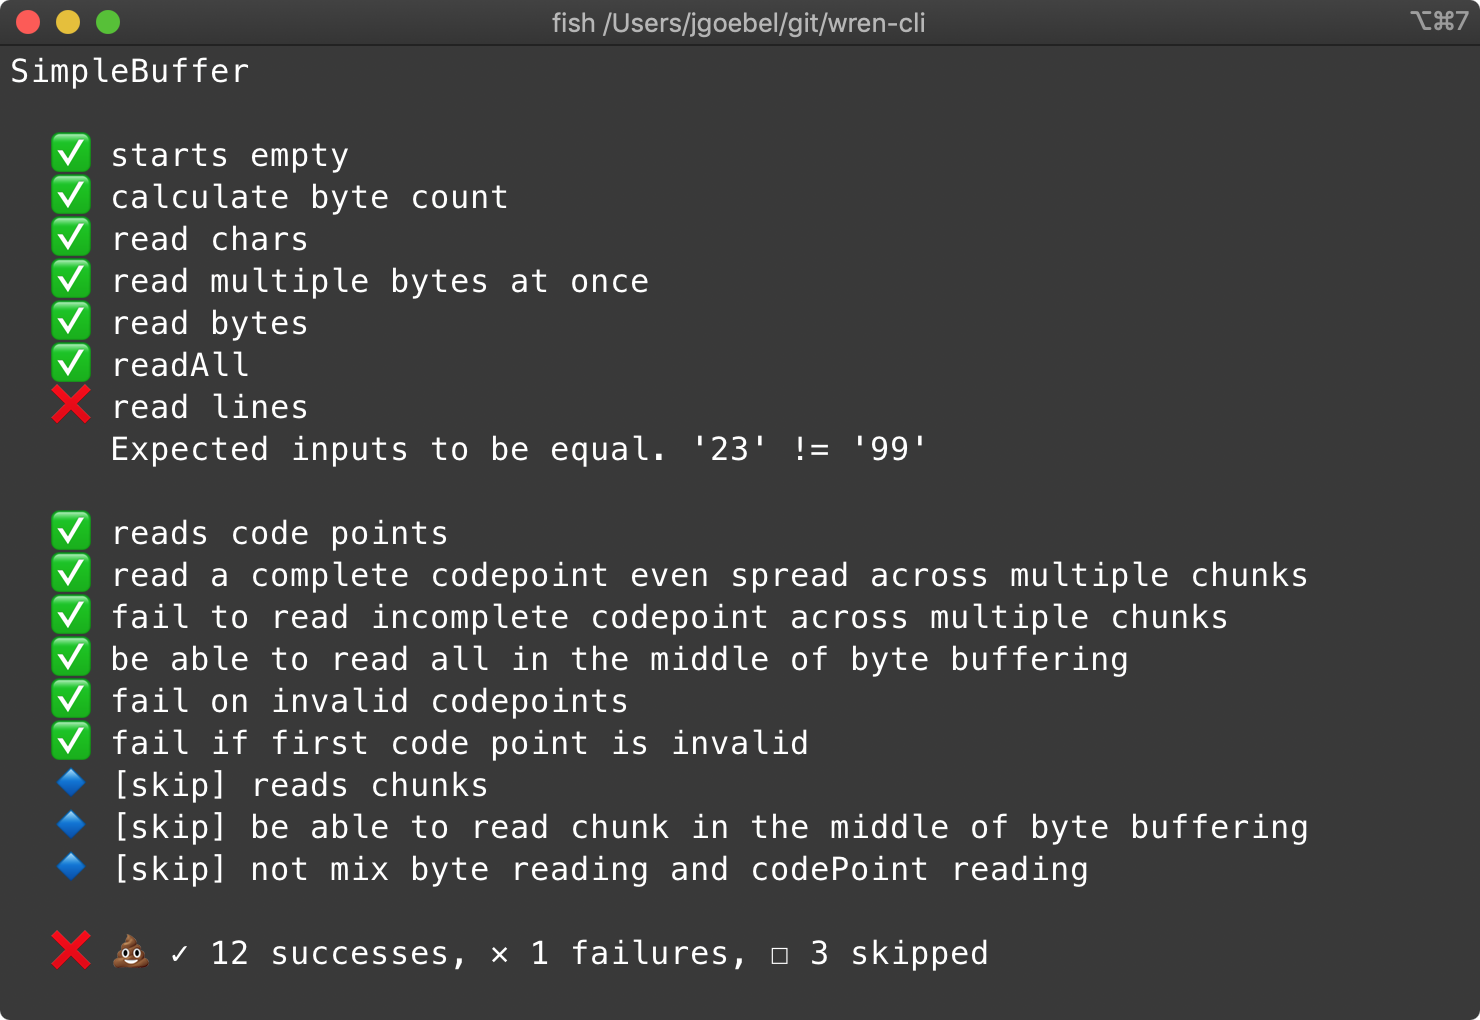 fish /Users/jgoebel/git/wren-cli
⌥⌘7
SimpleBuffer
✅ starts empty
✅ calculate byte count
✅ read chars
✅ read multiple bytes at once
✅ read bytes
✅ readAll
❌ read lines
Expected inputs to be equal. '23' != '99'
✅ reads code points
✅ read a complete codepoint even spread across multiple chunks
✅ fail to read incomplete codepoint across multiple chunks
✅ be able to read all in the middle of byte buffering
✅ fail on invalid codepoints
✅ fail if first code point is invalid
🔹 [skip] reads chunks
🔹 [skip] be able to read chunk in the middle of byte buffering
🔹 [skip] not mix byte reading and codePoint reading
❌ 💩 ✓ 12 successes, × 1 failures, ☐ 3 skipped